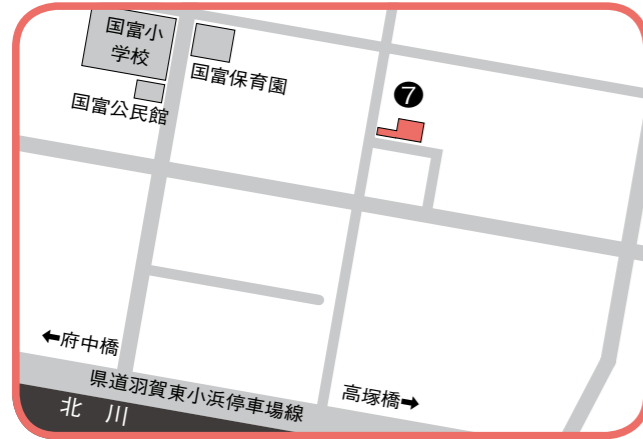 国富小
学校
国富保育園
国富公民館
❼
←府中橋
県道羽賀東小浜停車場線
高塚橋→
北 川